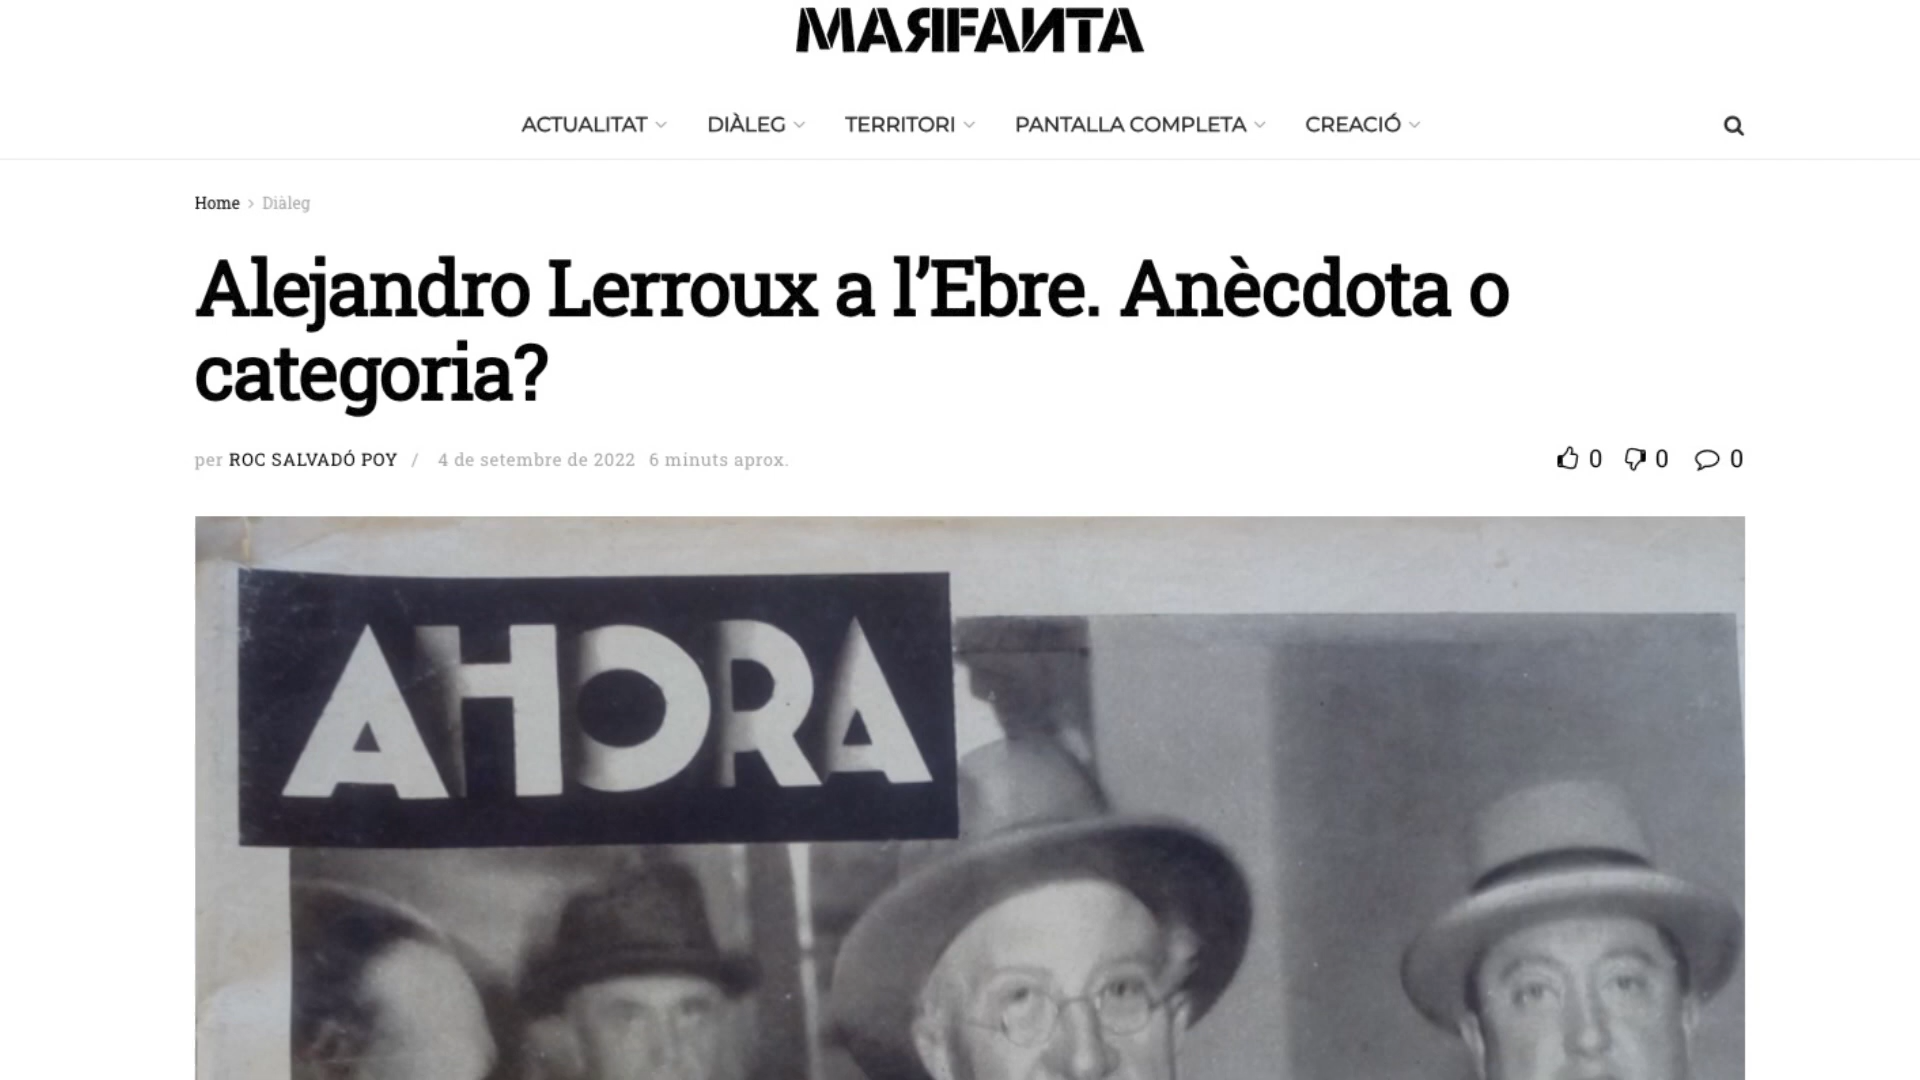 MARFANTA
ACTUALITAT DIÀLEG TERRITORI PANTALLA COMPLETA CREACIÓ
Home > Diàleg
Alejandro Lerroux a l’Ebre. Anècdota o
categoria?
per ROC SALVADÓ POY / 4 de setembre de 2022 6 minuts aprox.
0 0 0
AHORA